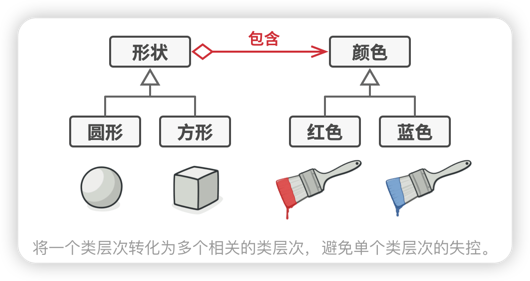 包含
形状
颜色
圆形
方形
红色
蓝色
将一个类层次转化为多个相关的类层次，避免单个类层次的失控。